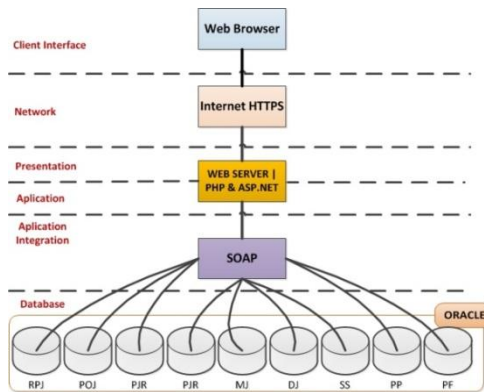 Web Browser
Client Interface
Internet HTTPS
Network
Presentation
WEB SERVER |
PHP & ASP.NET
Aplication
Aplication
Integration
SOAP
Database
ORACLE
RPJ POJ PJR PJR MJ DJ SS PP PF